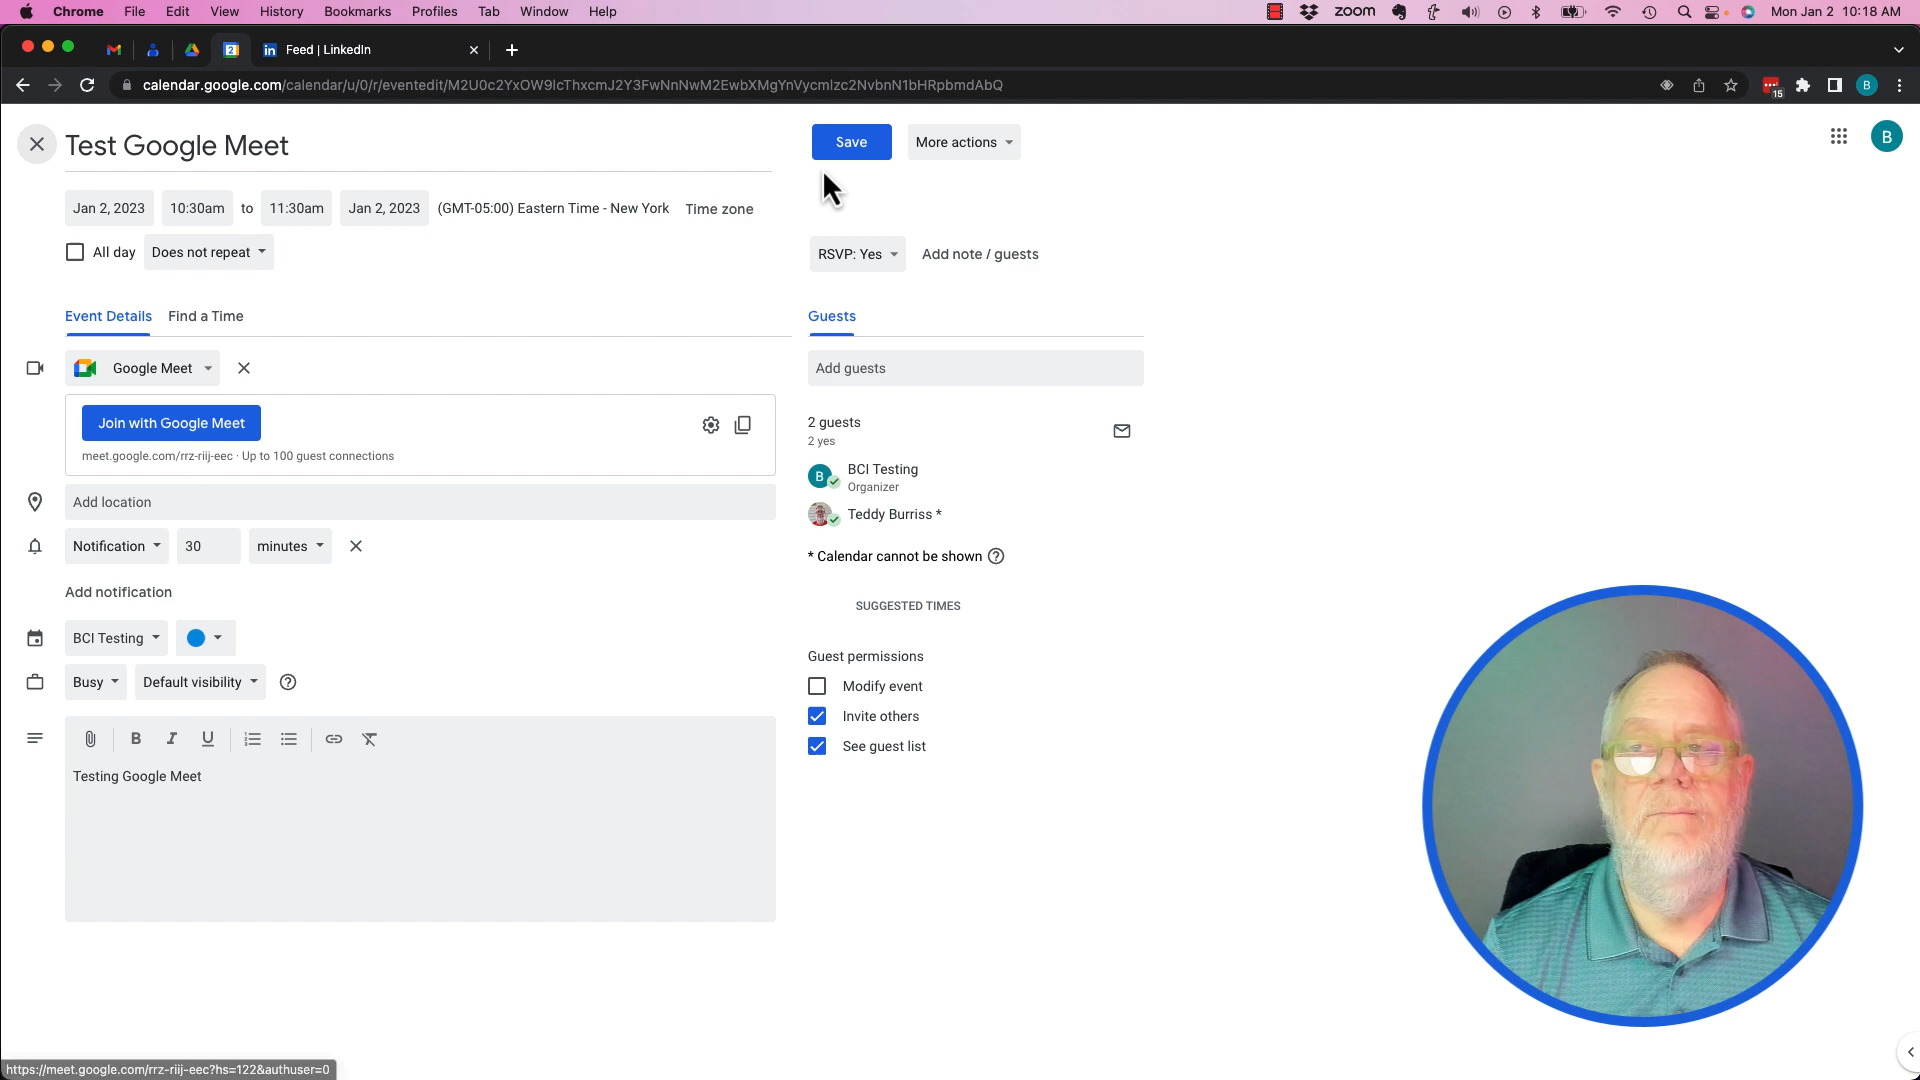 Chrome File Edit View History Bookmarks Profiles Tab Window Help zoom Mon Jan 2 10:18 AM
2 in Feed | LinkedIn
calendar.google.com/calendar/u/0/r/eventedit/M2U0c2YxOW9lcThxcmJ2Y3FwNnNwM2EwbXMgYnVycmlzc2NvbnN1bHRpbmdAbQ 15 B
Test Google Meet Save More actions B
Jan 2, 2023 10:30am to 11:30am Jan 2, 2023 (GMT-05:00) Eastern Time - New York Time zone
All day Does not repeat RSVP: Yes Add note / guests
Event Details Find a Time Guests
Google Meet Add guests
Join with Google Meet
meet.google.com/rrz-riij-eec · Up to 100 guest connections
2 guests
2 yes
B BCI Testing
Organizer
Add location
Teddy Burriss *
Notification 30 minutes
* Calendar cannot be shown
Add notification
SUGGESTED TIMES
BCI Testing
Guest permissions
Busy Default visibility
Modify event
Invite others
B I U
See guest list
Testing Google Meet
https://meet.google.com/rrz-riij-eec?hs=122&authuser=0